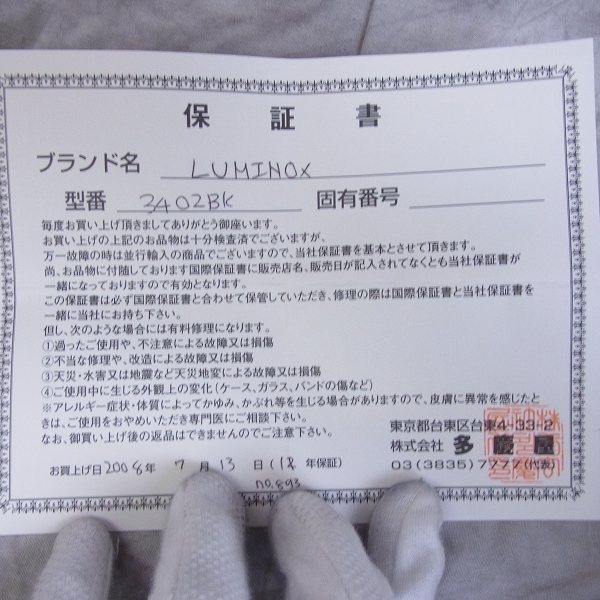 保証書
ブランド名 LUMINOX
型番 3402BK 固有番号
毎度お買い上げ頂きましてありがとう御座います。
お買い上げの上記のお品物は十分検査済でございますが、
万一故障の時は並行輸入の商品でございますので、当社保証書を基本とさせて頂きます。
尚、お品物に付随しております国際保証書に販売店名、販売日が記入されてなくとも当社保証書が
一緒になっておりますので有効となります。
この保証書は必ず国際保証書と合わせて保管していただき、修理の際は国際保証書と当社保証書を
一緒に当社にお持ち下さい。
但し、次のような場合には有料修理になります。
①過ったご使用や、不注意による故障又は損傷
②不当な修理や、改造による故障又は損傷
③天災・水害又は地震など天災地変による故障又は損傷
④ご使用中に生じる外観上の変化(ケース、ガラス、バンドの傷など)
※アレルギー症状・体質によってかゆみ、かぶれ等を生じる場合がありますので、皮膚に異常を感じたと
きは、ご使用をおやめいただき専門医にご相談下さい。
なお、御買い上げ後の返品はできませんのでご注意下さい。
東京都台東区台東4-33-2
株式会社 多慶屋
03(3835)7777(代表)
お買上げ日2008年 7月13日(1年保証)
no.893